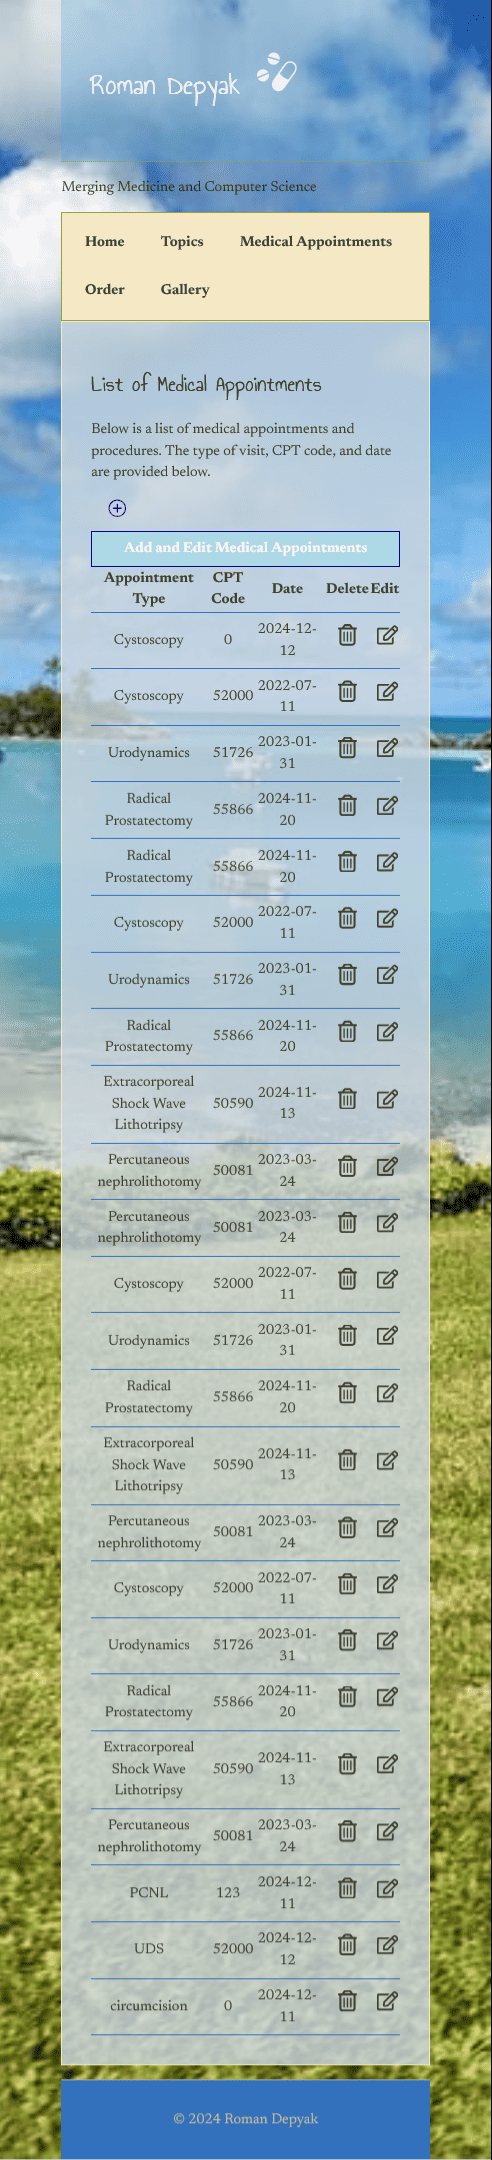 Roman Depyak
Merging Medicine and Computer Science
Home Topics Medical Appointments
Order Gallery
List of Medical Appointments
Below is a list of medical appointments and
procedures. The type of visit, CPT code, and date
are provided below.
Add and Edit Medical Appointments
Appointment Type CPT Code Date Delete Edit
Cystoscopy 0 2024-12-
12
Cystoscopy 52000 2022-07-
11
Urodynamics 51726 2023-01-
31
Radical
Prostatectomy 55866 2024-11-
20
Radical
Prostatectomy 55866 2024-11-
20
Cystoscopy 52000 2022-07-
11
Urodynamics 51726 2023-01-
31
Radical
Prostatectomy 55866 2024-11-
20
Extracorporeal
Shock Wave
Lithotripsy 50590 2024-11-
13
Percutaneous
nephrolithotomy 50081 2023-03-
24
Percutaneous
nephrolithotomy 50081 2023-03-
24
Cystoscopy 52000 2022-07-
11
Urodynamics 51726 2023-01-
31
Radical
Prostatectomy 55866 2024-11-
20
Extracorporeal
Shock Wave
Lithotripsy 50590 2024-11-
13
Percutaneous
nephrolithotomy 50081 2023-03-
24
Cystoscopy 52000 2022-07-
11
Urodynamics 51726 2023-01-
31
Radical
Prostatectomy 55866 2024-11-
20
Extracorporeal
Shock Wave
Lithotripsy 50590 2024-11-
13
Percutaneous
nephrolithotomy 50081 2023-03-
24
PCNL 123 2024-12-
11
UDS 52000 2024-12-
12
circumcision 0 2024-12-
11
© 2024 Roman Depyak